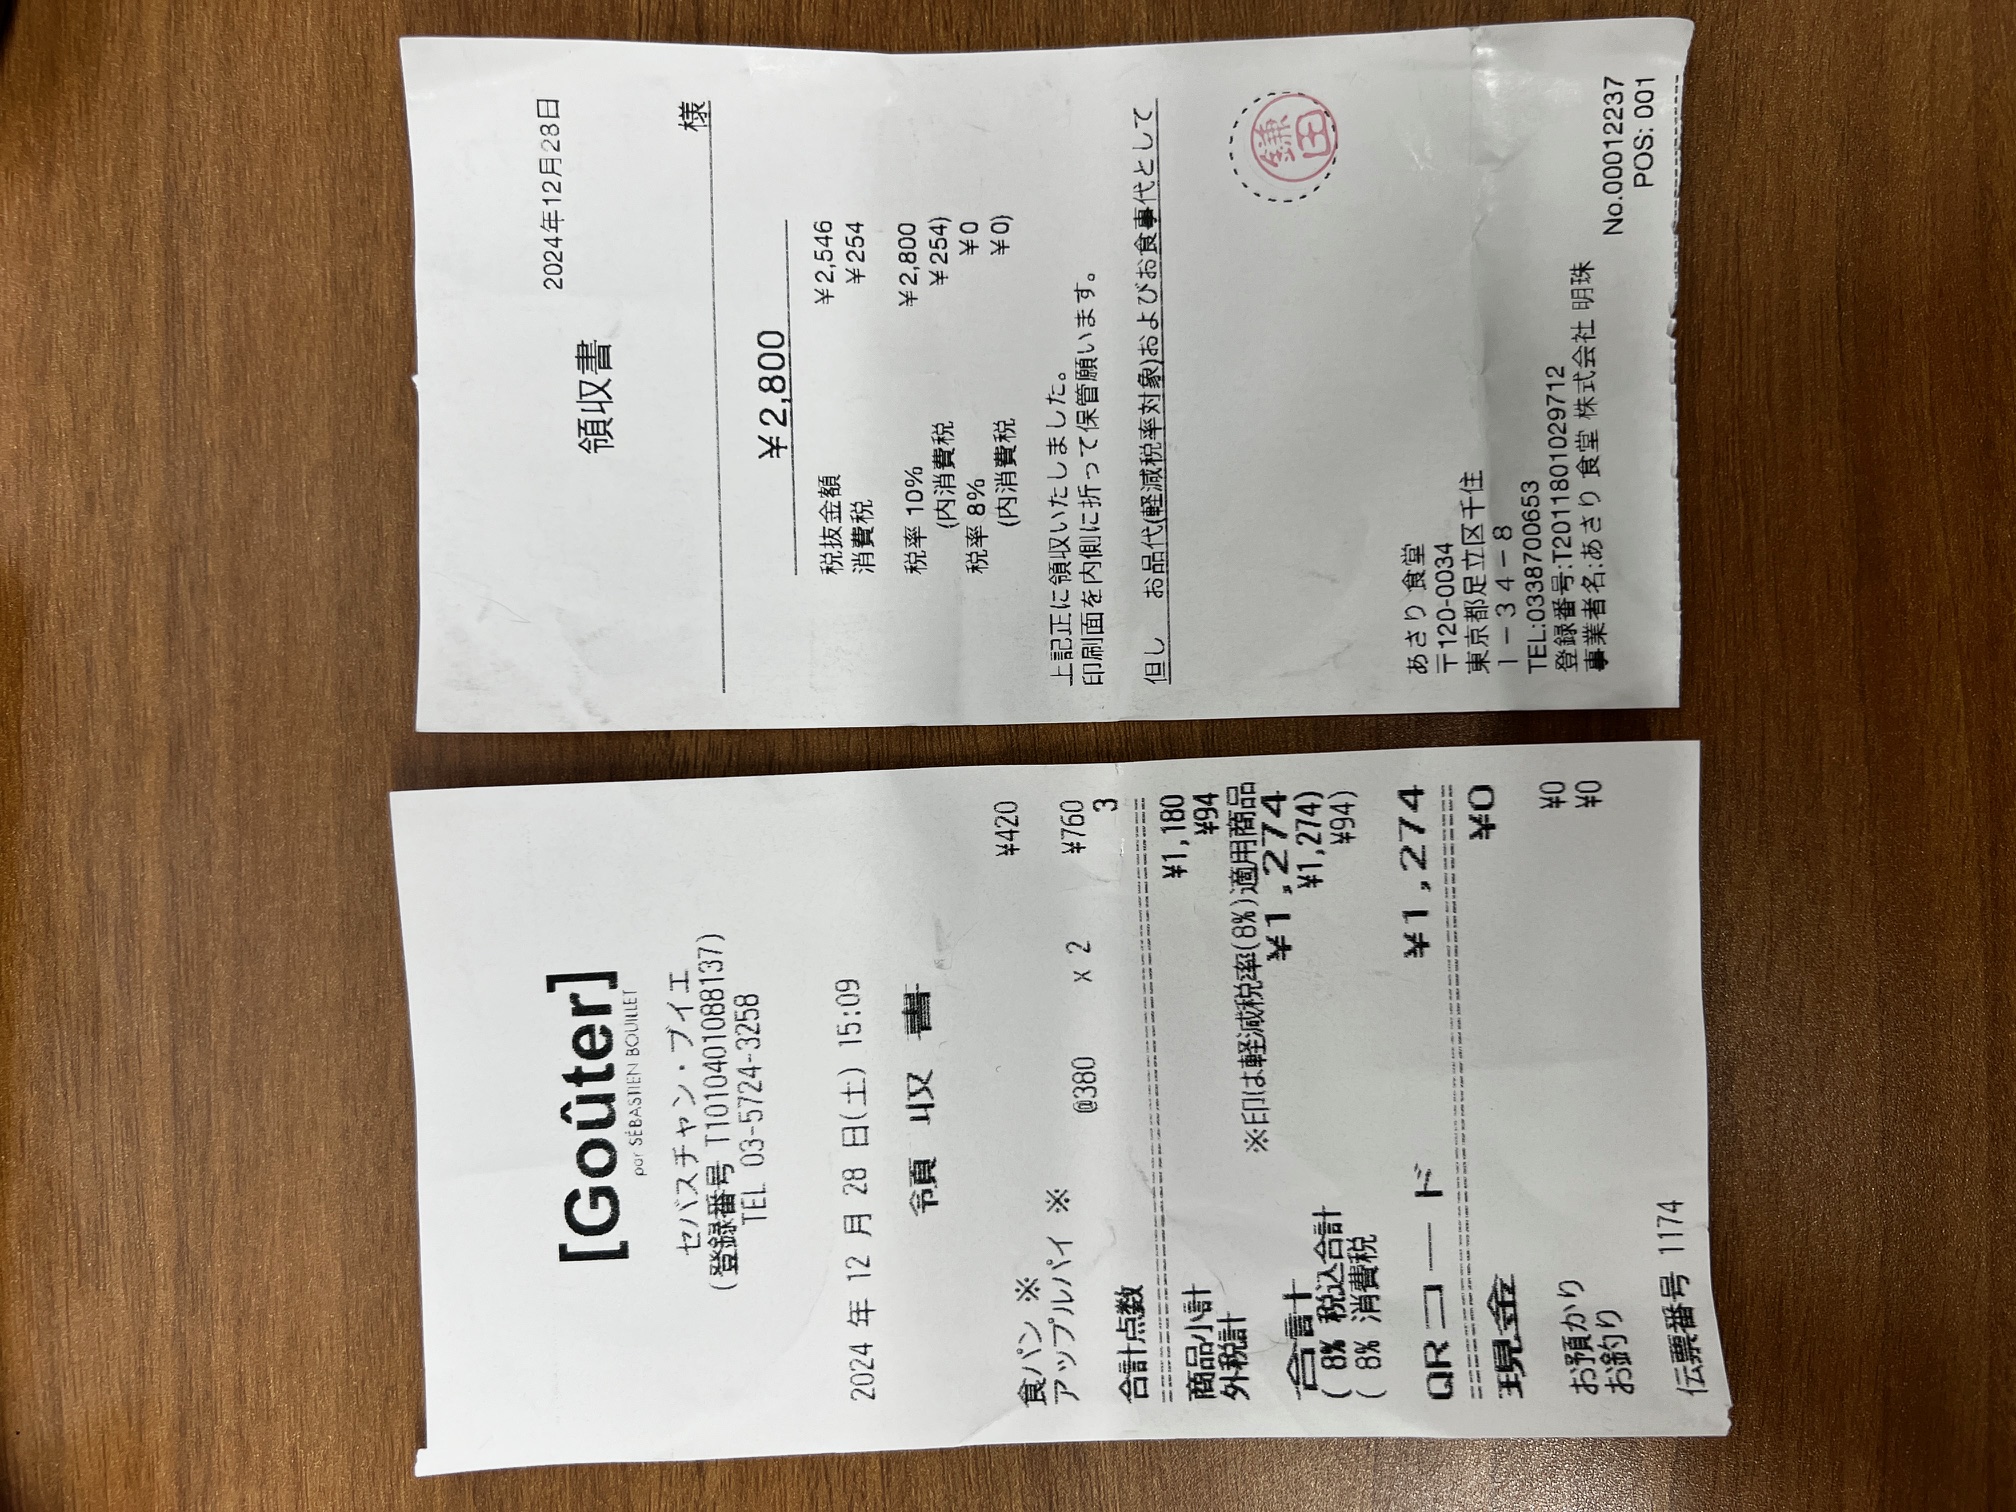 [Goûter]
par SÉBASTIEN BOUILLET
セバスチャン・ブイエ
(登録番号 T1010401088137)
TEL 03-5724-3258
2024 年 12 月 28 日(土) 15:09
領 収 書
食パン ※ ¥420
アップルパイ ※
@380 x 2 ¥760
合計点数 3
商品小計 ¥1,180
外税計 ¥94
※印は軽減税率(8%)適用商品
合計 ¥1,274
( 8% 税込合計 ¥1,274)
( 8% 消費税 ¥94)
QRコード ¥1,274
現金 ¥0
お預かり ¥0
お釣り ¥0
伝票番号 1174
2024年12月28日
領収書
様
¥2,800
税抜金額 ¥2,546
消費税 ¥254
税率 10% ¥2,800
(内消費税 ¥254)
税率 8% ¥0
(内消費税 ¥0)
上記正に領収いたしました。
印刷面を内側に折って保管願います。
但し お品代(軽減税率対象)およびお食事代として
鎌田
あさり 食堂
〒120-0034
東京都足立区千住
1－34－8
TEL:0338700653
登録番号:T2011801029712
事業者名:あさり 食堂 株式会社 明珠
No.00012237
POS: 001